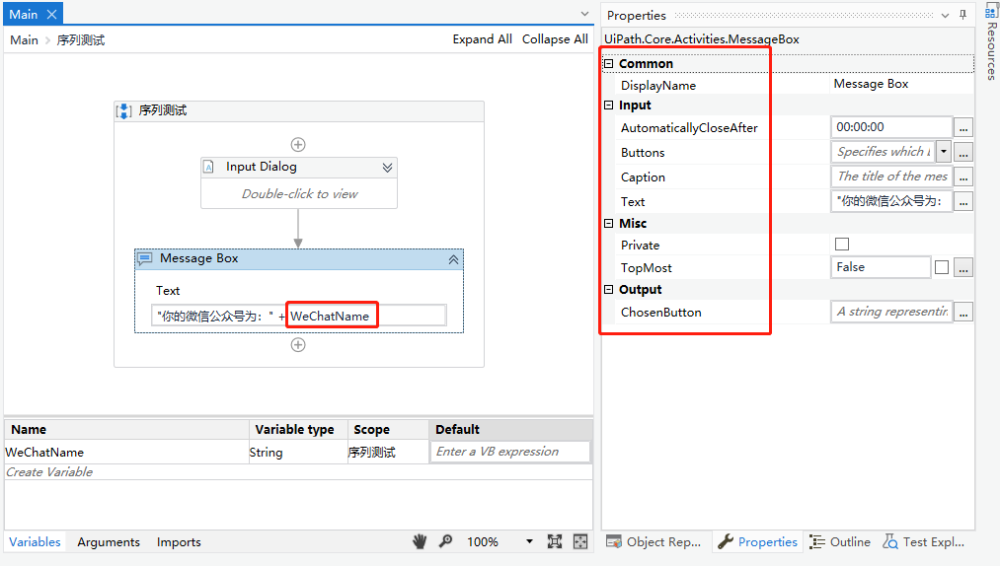 Main
Main > 序列测试
Expand All Collapse All
序列测试
Input Dialog
Double-click to view
Message Box
Text
"你的微信公众号为：" + WeChatName
Name Variable type Scope Default
WeChatName String 序列测试 Enter a VB expression
Create Variable
Variables Arguments Imports 100%
Properties
UiPath.Core.Activities.MessageBox
Common
DisplayName Message Box
Input
AutomaticallyCloseAfter 00:00:00 ...
Buttons Specifies which ...
Caption The title of the mes ...
Text "你的微信公众号为： ...
Misc
Private
TopMost False ...
Output
ChosenButton A string representin ...
Object Rep... Properties Outline Test Expl...
Resources